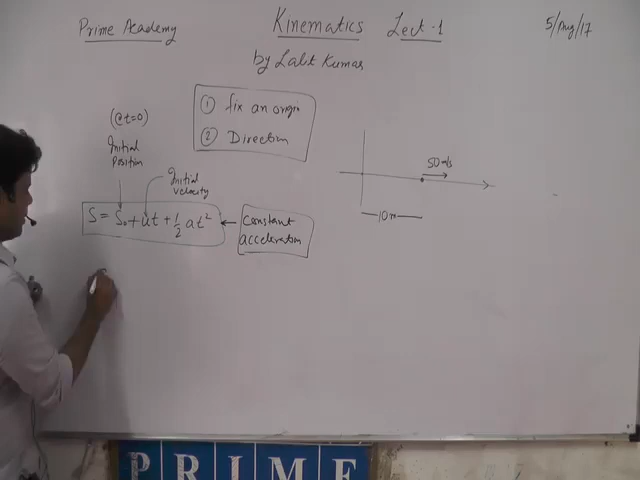 Prime Academy
Kinematics Lect-1
5/Aug/17
by Lalit Kumar
① fix an origin
② Direction
(@t=0)
Initial Position
Initial velocity
S = S₀ + ut + 1/2 at²
Constant acceleration
50 m/s
10 m
PRIME